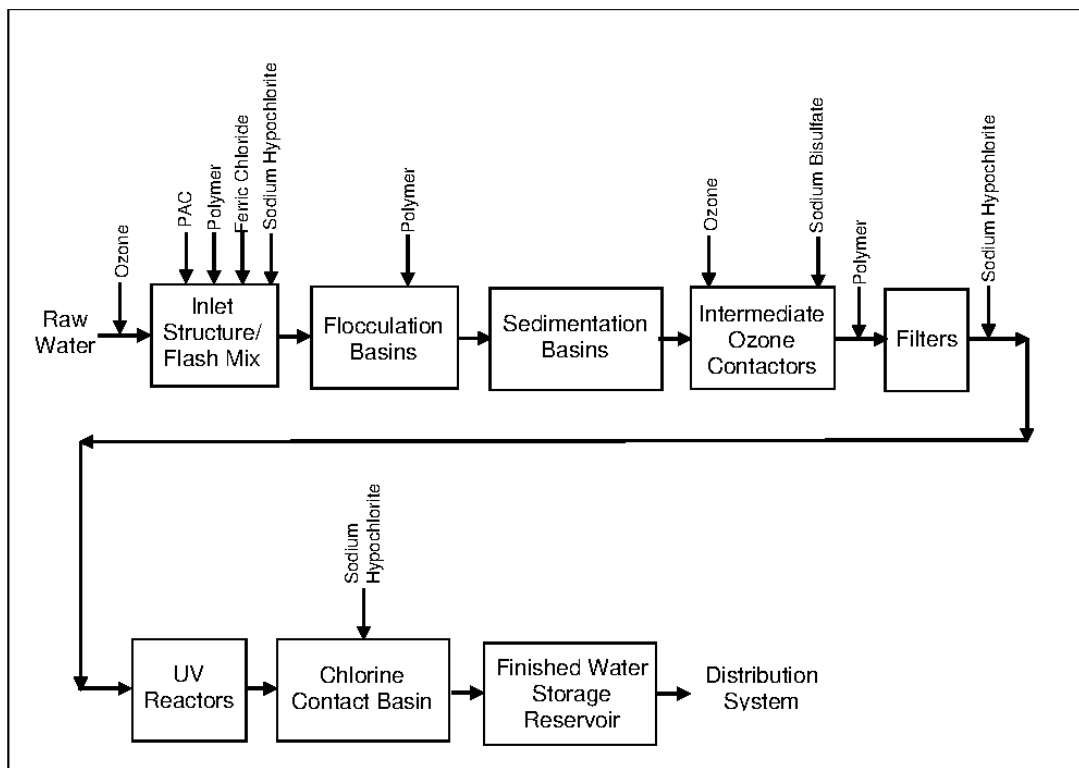 Ozone
PAC
Polymer
Ferric Chloride
Sodium Hypochlorite
Polymer
Ozone
Sodium Bisulfate
Polymer
Sodium Hypochlorite
Raw
Water
Inlet
Structure/
Flash Mix
Flocculation
Basins
Sedimentation
Basins
Intermediate
Ozone
Contactors
Filters
Sodium
Hypochlorite
UV
Reactors
Chlorine
Contact Basin
Finished Water
Storage
Reservoir
Distribution
System